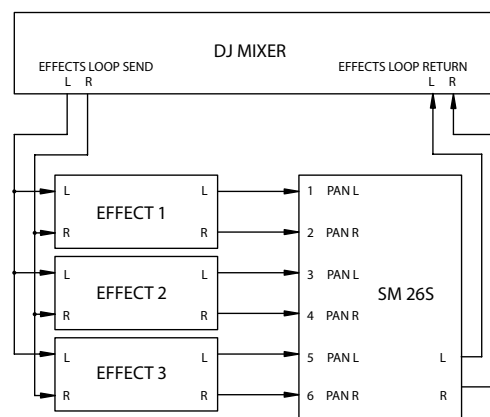 DJ MIXER
EFFECTS LOOP SEND
L R
EFFECTS LOOP RETURN
L R
L L 1 PAN L
EFFECT 1
R R 2 PAN R
L L 3 PAN L
EFFECT 2
SM 26S
R R 4 PAN R
L L 5 PAN L L
EFFECT 3
R R 6 PAN R R